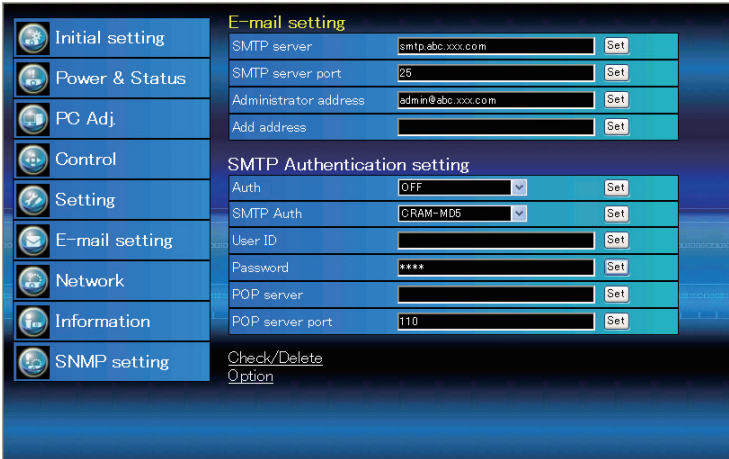 Initial setting
Power & Status
PC Adj.
Control
Setting
E-mail setting
Network
Information
SNMP setting
E-mail setting
SMTP server smtp.abc.xxx.com Set
SMTP server port 25 Set
Administrator address admin@abc.xxx.com Set
Add address Set
SMTP Authentication setting
Auth OFF Set
SMTP Auth CRAM-MD5 Set
User ID Set
Password **** Set
POP server Set
POP server port 110 Set
Check/Delete
Option